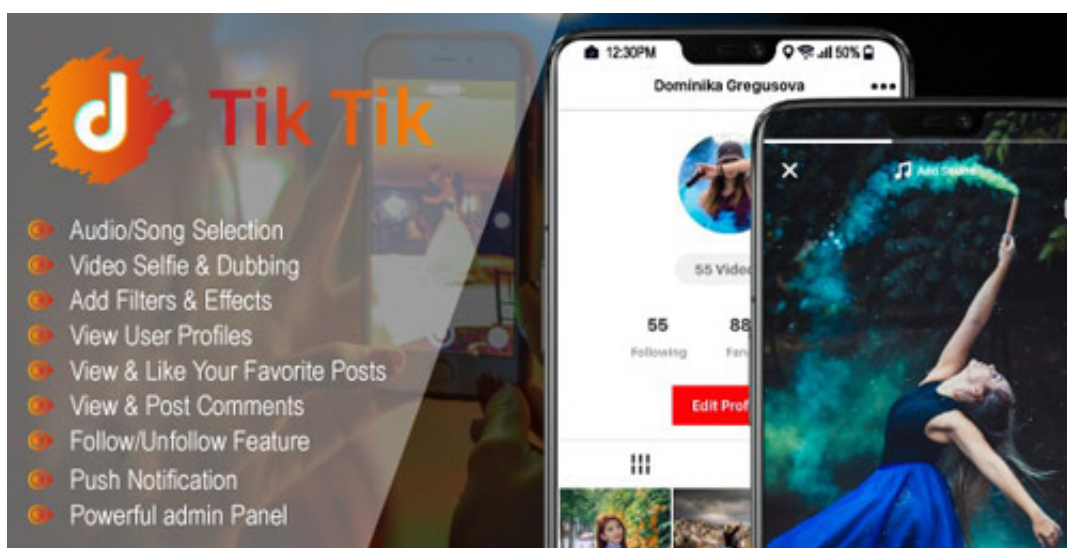 Tik Tik
Audio/Song Selection
Video Selfie & Dubbing
Add Filters & Effects
View User Profiles
View & Like Your Favorite Posts
View & Post Comments
Follow/Unfollow Feature
Push Notification
Powerful admin Panel
12:30PM
50%
Dominika Gregusova
Add Sound
55 Video
55
88
Following
Fan
Edit Prof